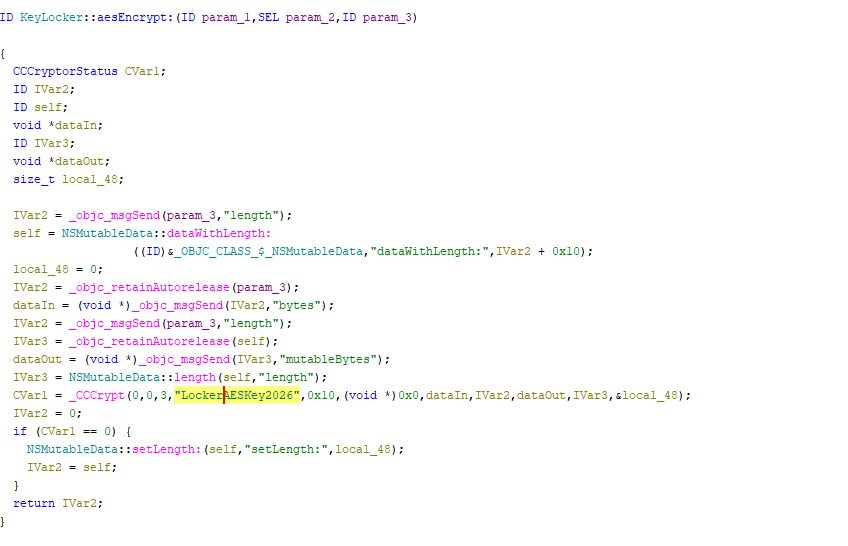 ID KeyLocker::aesEncrypt:(ID param_1,SEL param_2,ID param_3)
{
CCCryptorStatus CVar1;
ID IVar2;
ID self;
void *dataIn;
ID IVar3;
void *dataOut;
size_t local_48;
IVar2 = _objc_msgSend(param_3,"length");
self = NSMutableData::dataWithLength:
((ID)&_OBJC_CLASS_$_NSMutableData,"dataWithLength:",IVar2 + 0x10);
local_48 = 0;
IVar2 = _objc_retainAutorelease(param_3);
dataIn = (void *)_objc_msgSend(IVar2,"bytes");
IVar2 = _objc_msgSend(param_3,"length");
IVar3 = _objc_retainAutorelease(self);
dataOut = (void *)_objc_msgSend(IVar3,"mutableBytes");
IVar3 = NSMutableData::length(self,"length");
CVar1 = _CCCrypt(0,0,3,"LockerAESKey2026",0x10,(void *)0x0,dataIn,IVar2,dataOut,IVar3,&local_48);
IVar2 = 0;
if (CVar1 == 0) {
NSMutableData::setLength:(self,"setLength:",local_48);
IVar2 = self;
}
return IVar2;
}